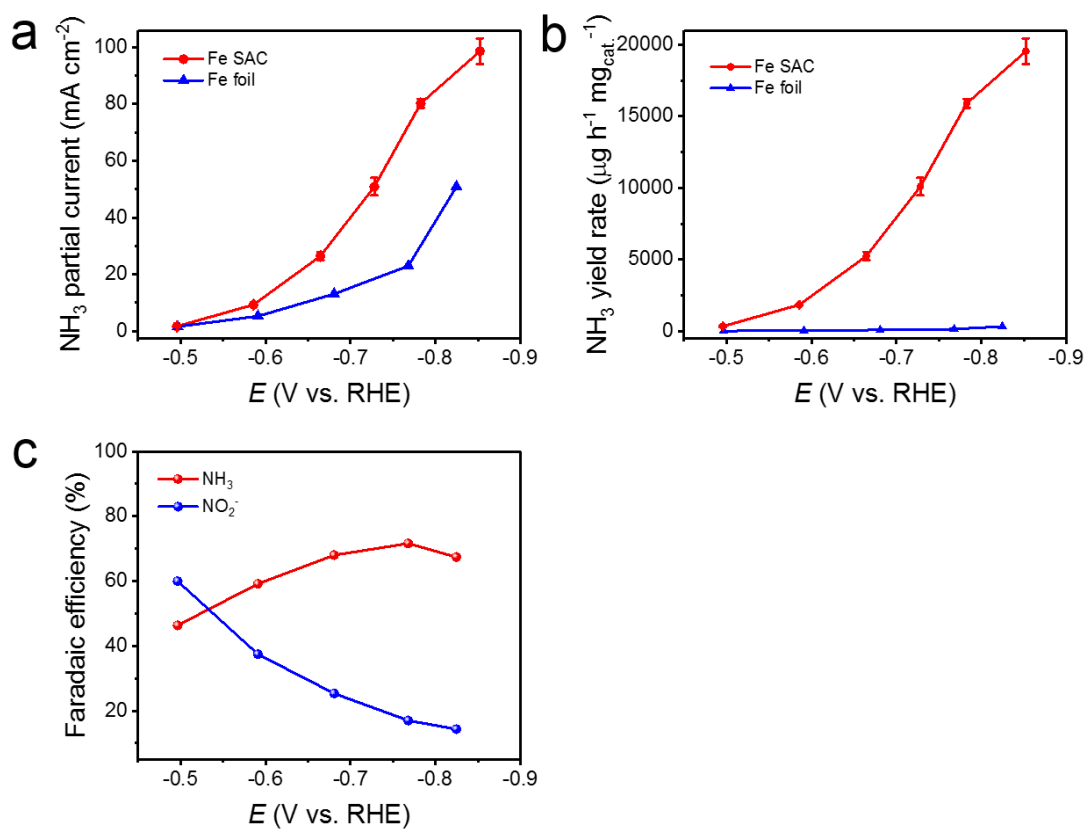 a
NH₃ partial current (mA cm⁻²)
100
80
60
40
20
0
Fe SAC
Fe foil
-0.5 -0.6 -0.7 -0.8 -0.9
E (V vs. RHE)
b
NH₃ yield rate (μg h⁻¹ mg_cat.⁻¹)
20000
15000
10000
5000
0
Fe SAC
Fe foil
-0.5 -0.6 -0.7 -0.8 -0.9
E (V vs. RHE)
c
Faradaic efficiency (%)
100
80
60
40
20
NH₃
NO₂⁻
-0.5 -0.6 -0.7 -0.8 -0.9
E (V vs. RHE)